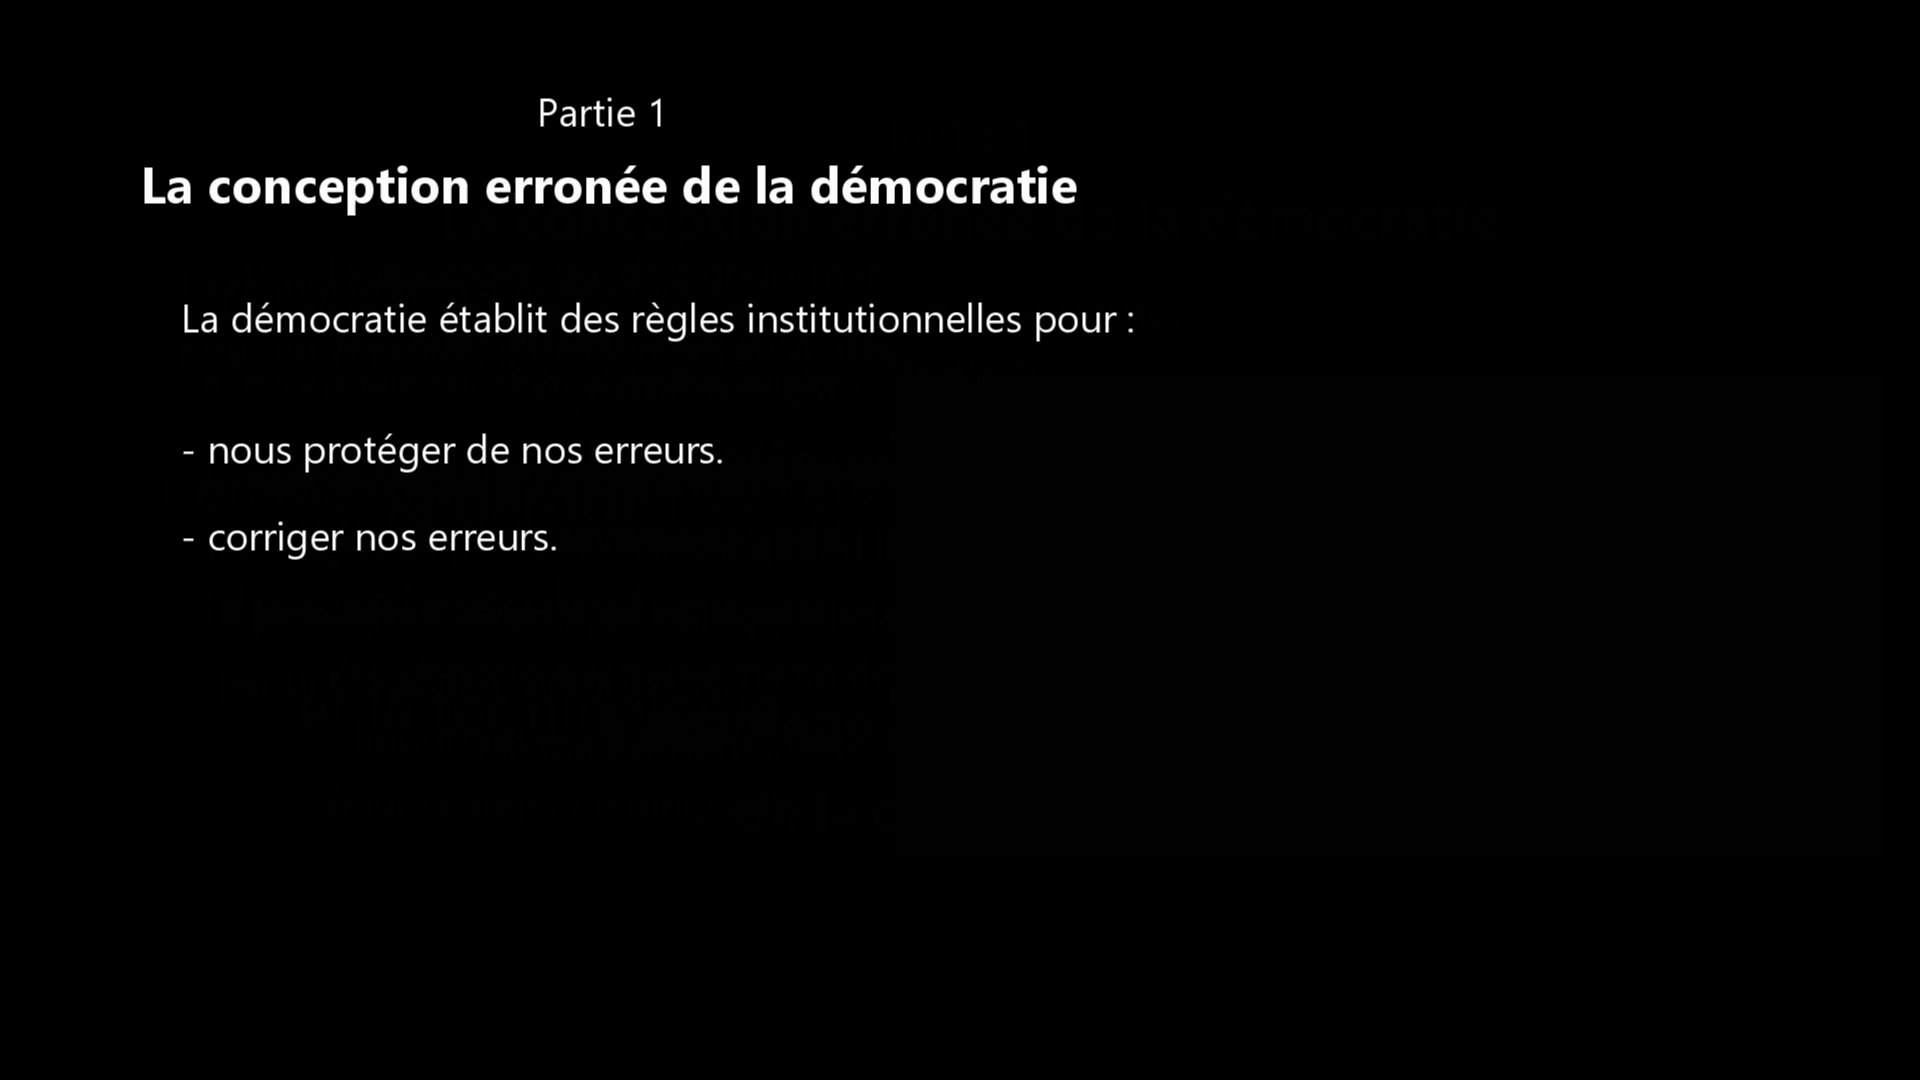 Partie 1
La conception erronée de la démocratie
La démocratie établit des règles institutionnelles pour :
- nous protéger de nos erreurs.
- corriger nos erreurs.